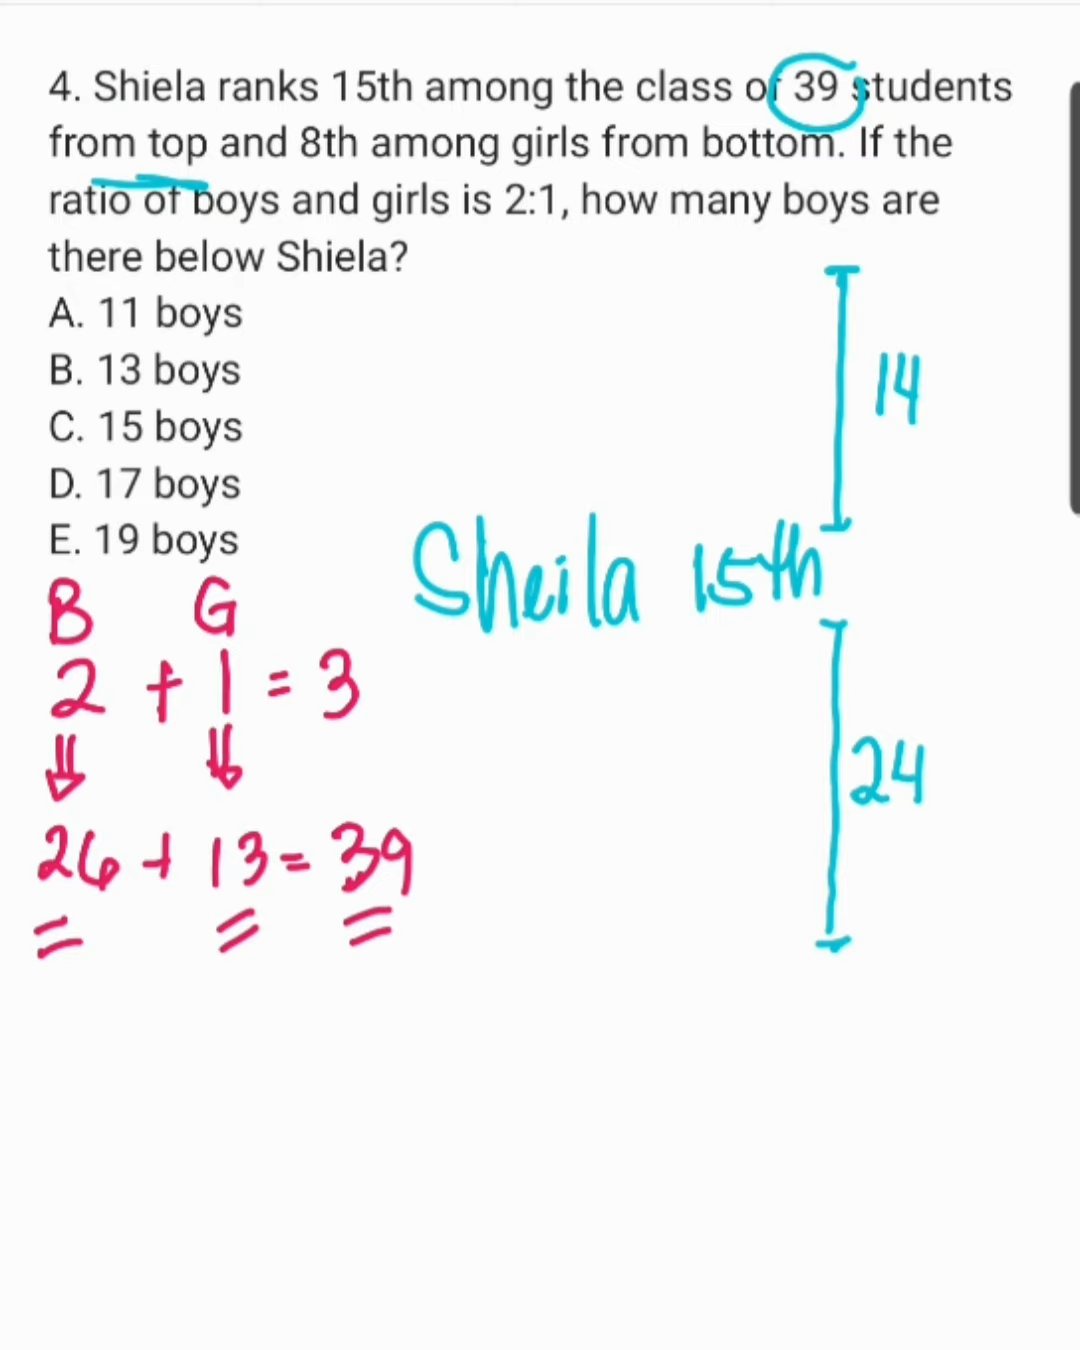 4. Shiela ranks 15th among the class of 39 students
from top and 8th among girls from bottom. If the
ratio of boys and girls is 2:1, how many boys are
there below Shiela?
A. 11 boys
B. 13 boys
C. 15 boys
D. 17 boys
E. 19 boys
14
Sheila 15th
24
B G
2 + 1 = 3
26 + 13 = 39